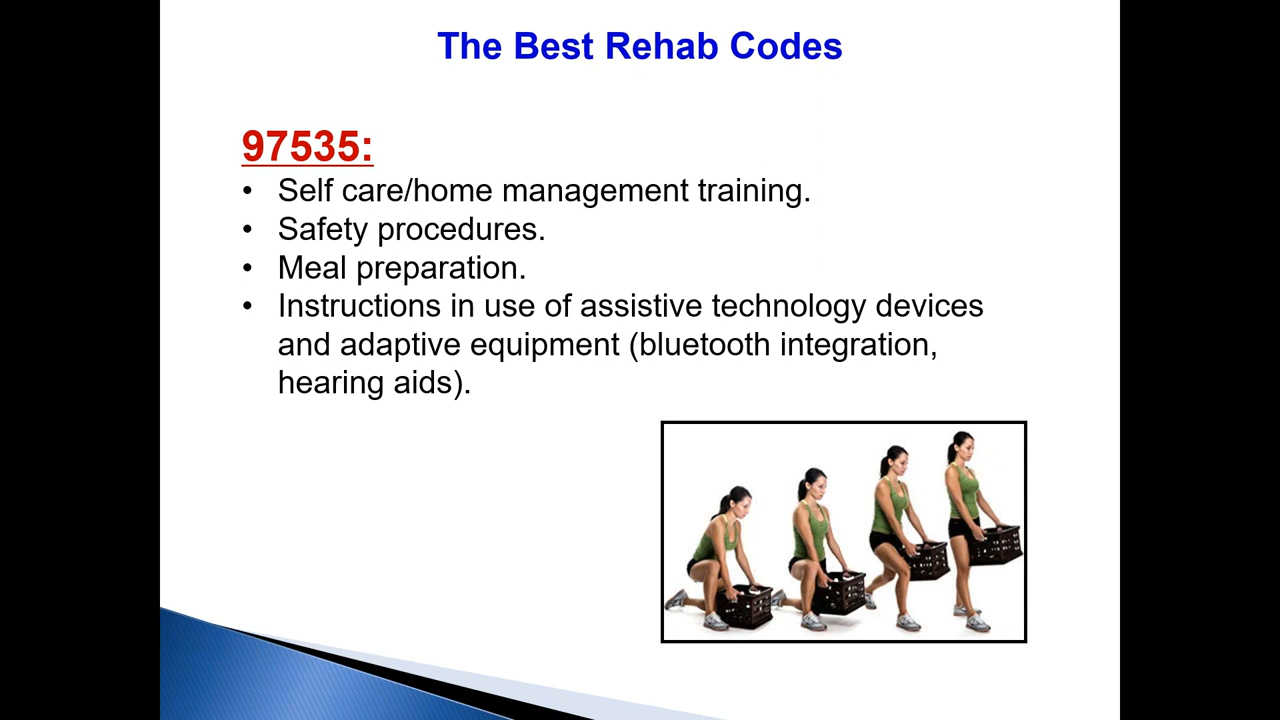 The Best Rehab Codes
97535:
• Self care/home management training.
• Safety procedures.
• Meal preparation.
• Instructions in use of assistive technology devices
and adaptive equipment (bluetooth integration,
hearing aids).